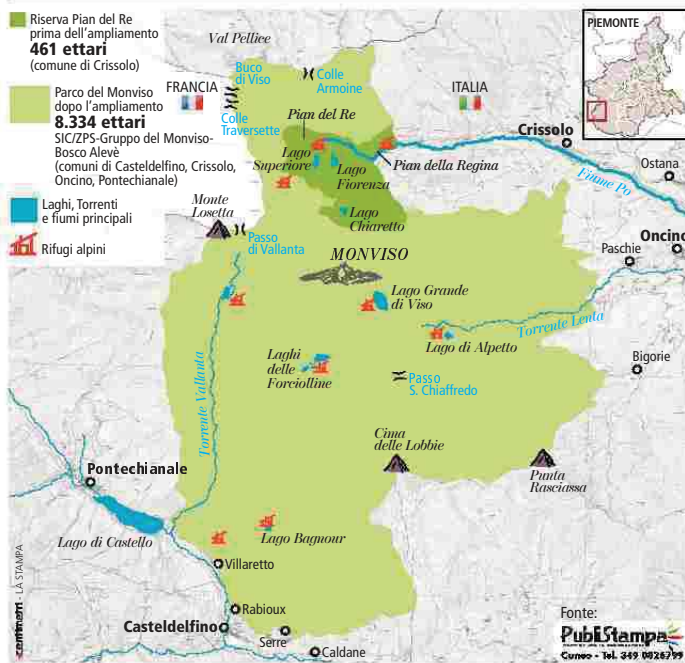 Riserva Pian del Re
prima dell'ampliamento
461 ettari
(comune di Crissolo)
Parco del Monviso
dopo l'ampliamento
8.334 ettari
SIC/ZPS-Gruppo del Monviso-
Bosco Alevè
(comuni di Casteldelfino, Crissolo,
Oncino, Pontechianale)
Laghi, Torrenti
e fiumi principali
Rifugi alpini
Val Pellice
Buco
di Viso
Colle
Armoine
FRANCIA
ITALIA
PIEMONTE
Colle
Traversette
Pian del Re
Crissolo
Lago
Superiore
Lago
Fiorenza
Pian della Regina
Ostana
Fiume Po
Lago
Chiaretto
Monte
Losetta
Passo
di Vallanta
MONVISO
Oncino
Paschie
Lago Grande
di Viso
Torrente Lenta
Lago di Alpetto
Bigorie
Laghi
delle
Forciolline
Passo
S. Chiaffredo
Torrente Vallanta
Cima
delle Lobbie
Punta
Rasciassa
Pontechianale
Lago di Castello
Lago Bagnour
Villaretto
Rabioux
Casteldelfino
Serre
Caldane
centimetri - LA STAMPA
Fonte:
PubliStampa
Cuneo - Tel. 349 0826799